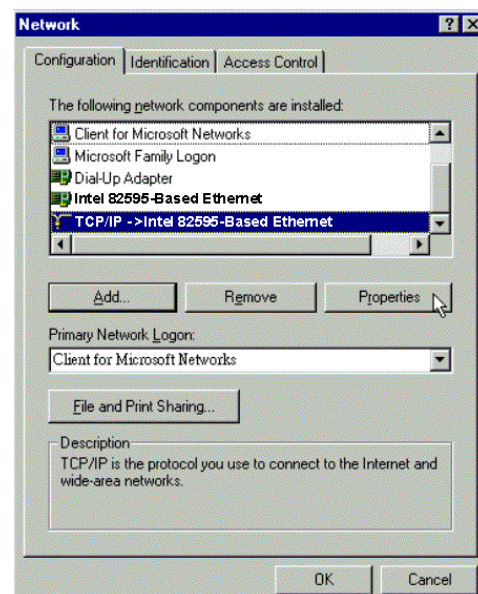 Network
Configuration Identification Access Control
The following network components are installed:
Client for Microsoft Networks
Microsoft Family Logon
Dial-Up Adapter
Intel 82595-Based Ethernet
TCP/IP ->Intel 82595-Based Ethernet
Add... Remove Properties
Primary Network Logon:
Client for Microsoft Networks
File and Print Sharing...
Description
TCP/IP is the protocol you use to connect to the Internet and
wide-area networks.
OK Cancel